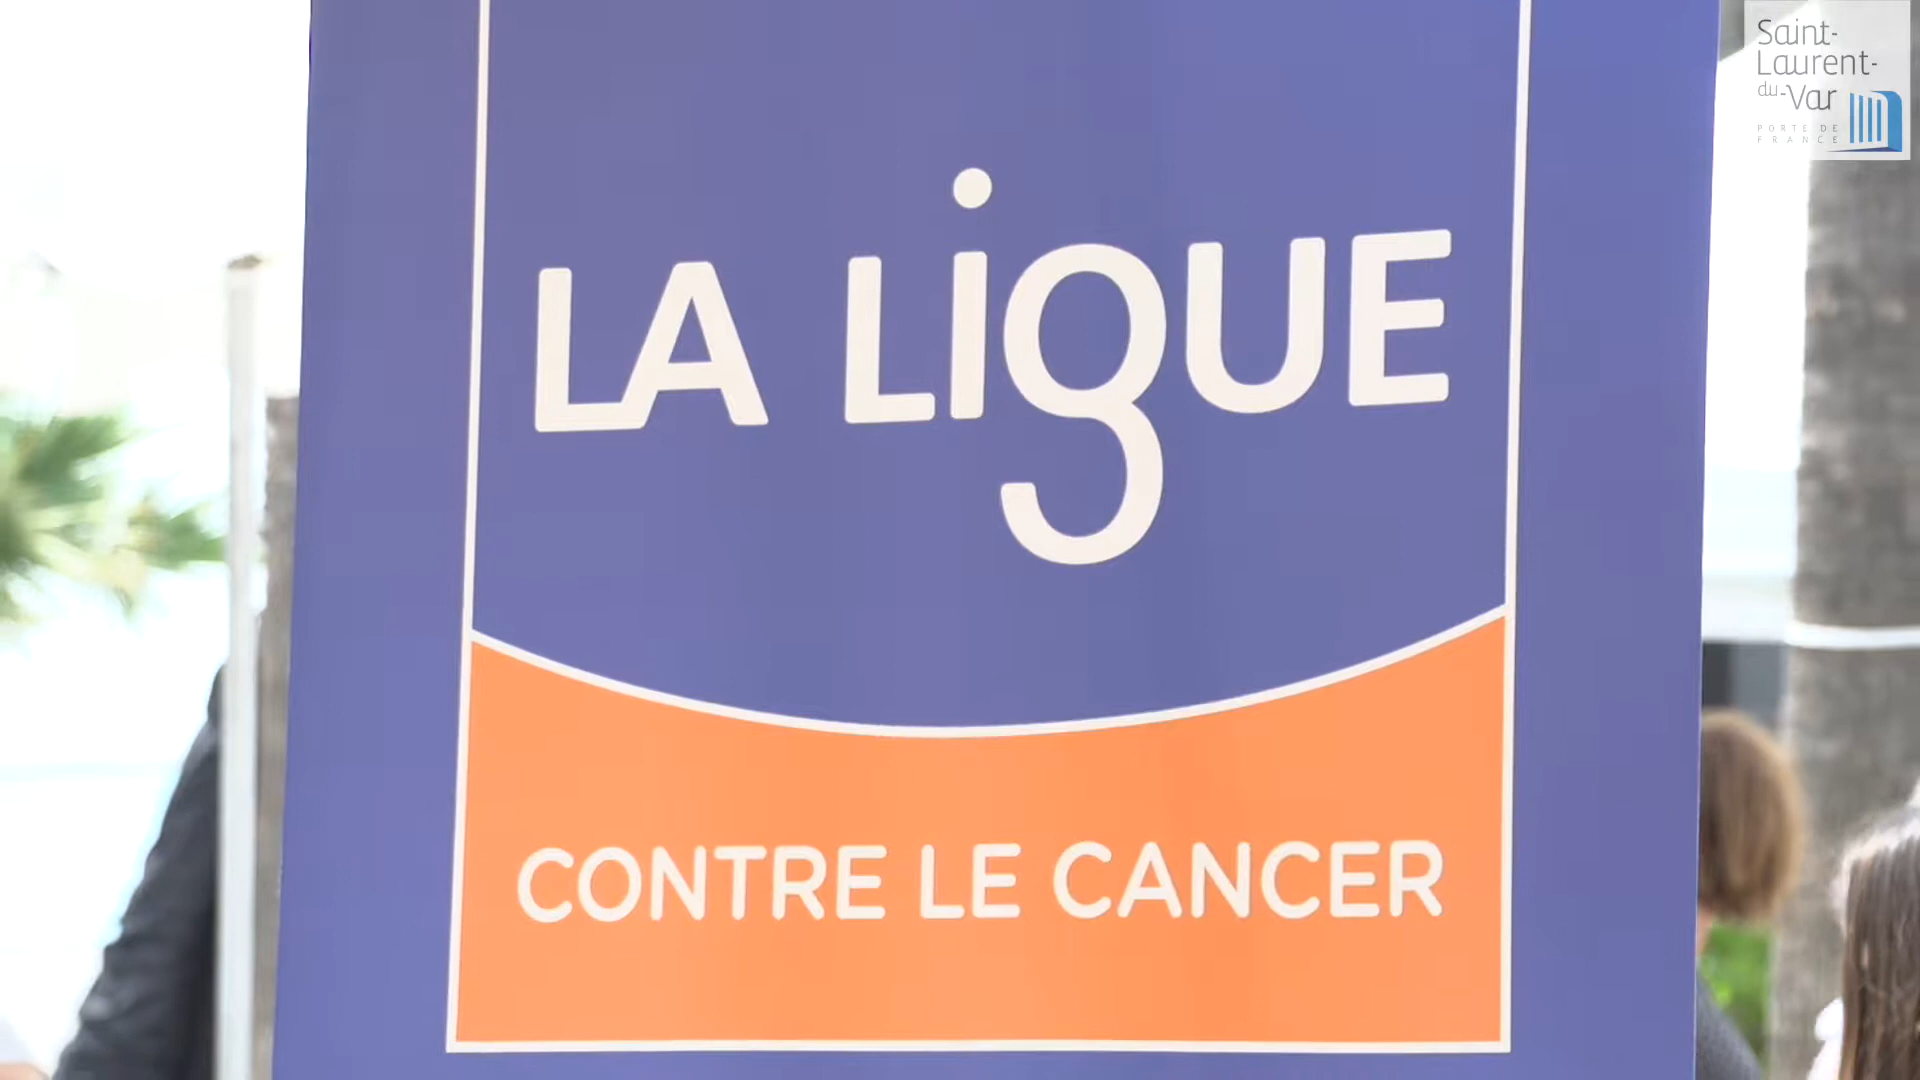 Saint-
Laurent-
du-Var
PORTE DE
FRANCE
LA LiGUE
CONTRE LE CANCER